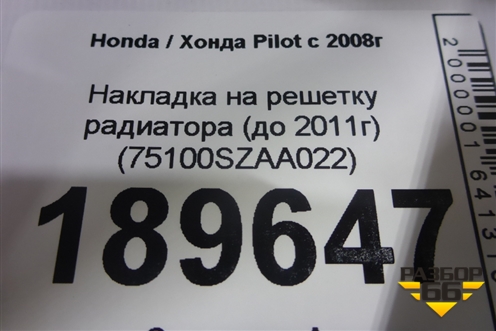 Honda / Хонда Pilot с 2008г
Накладка на решетку
радиатора (до 2011г)
(75100SZAA022)
189647
РАЗБОР
66